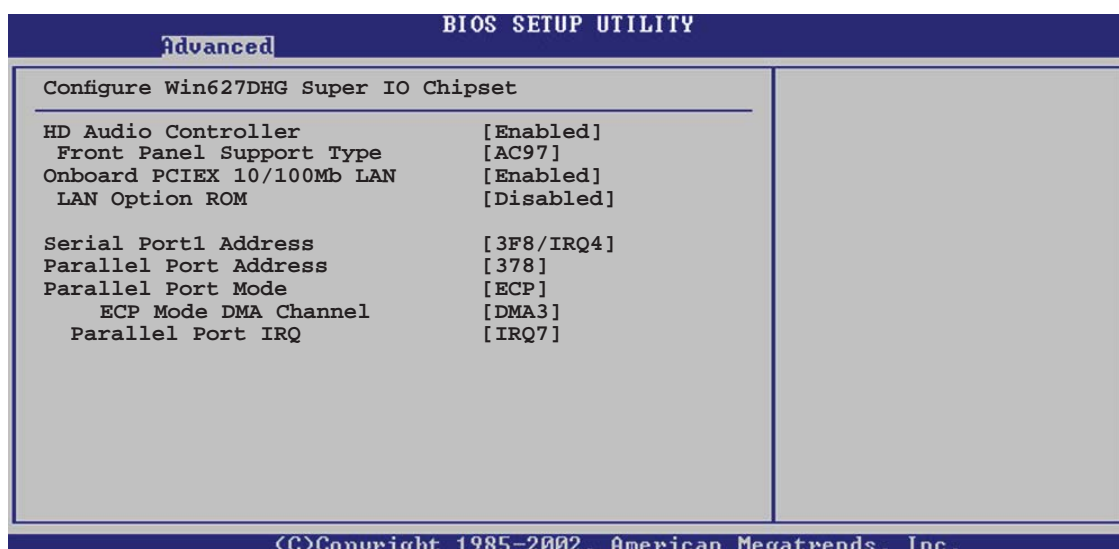 BIOS SETUP UTILITY
Advanced
Configure Win627DHG Super IO Chipset
HD Audio Controller [Enabled]
Front Panel Support Type [AC97]
Onboard PCIEX 10/100Mb LAN [Enabled]
LAN Option ROM [Disabled]
Serial Port1 Address [3F8/IRQ4]
Parallel Port Address [378]
Parallel Port Mode [ECP]
ECP Mode DMA Channel [DMA3]
Parallel Port IRQ [IRQ7]
(C)Copyright 1985-2002, American Megatrends, Inc.